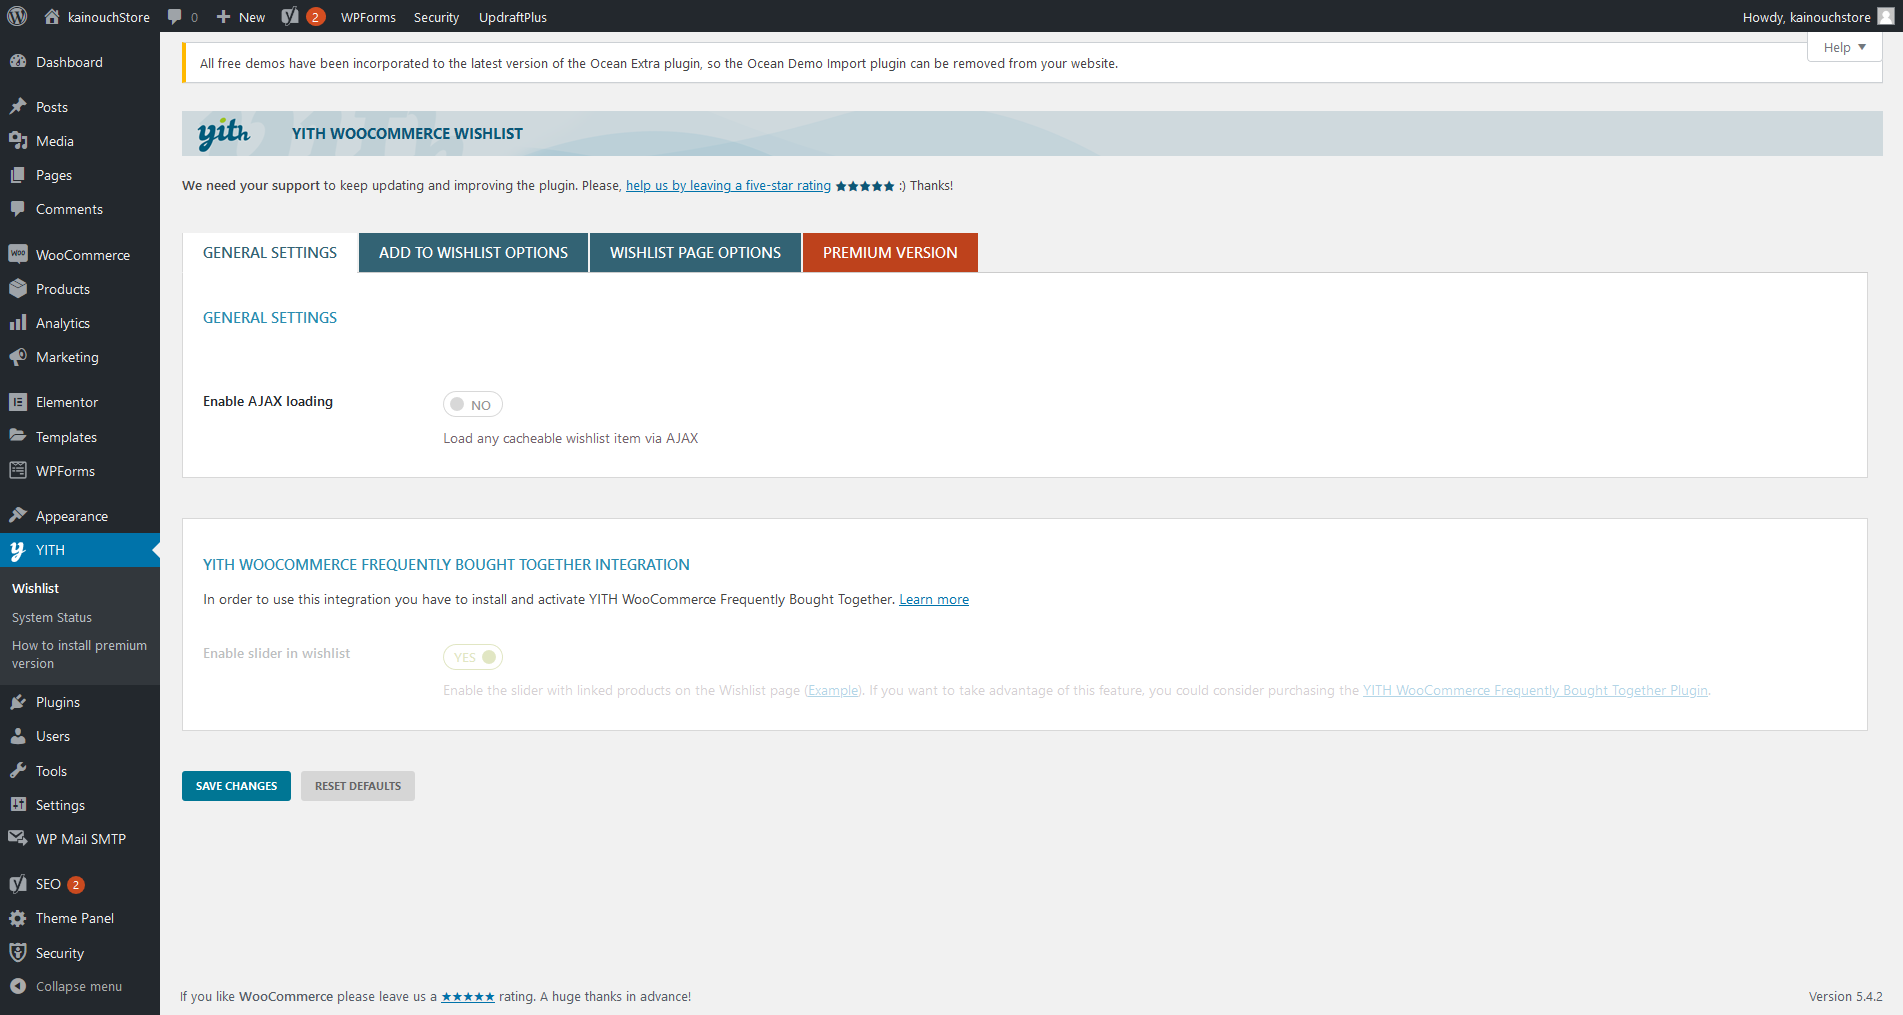 kainouchStore
0
New
2
WPForms
Security
UpdraftPlus
Howdy, kainouchstore
Help
Dashboard
Posts
Media
Pages
Comments
WooCommerce
Products
Analytics
Marketing
Elementor
Templates
WPForms
Appearance
YITH
Wishlist
System Status
How to install premium
version
Plugins
Users
Tools
Settings
WP Mail SMTP
SEO 2
Theme Panel
Security
Collapse menu
All free demos have been incorporated to the latest version of the Ocean Extra plugin, so the Ocean Demo Import plugin can be removed from your website.
yith
YITH WOOCOMMERCE WISHLIST
We need your support to keep updating and improving the plugin. Please, help us by leaving a five-star rating ★★★★★ :) Thanks!
GENERAL SETTINGS
ADD TO WISHLIST OPTIONS
WISHLIST PAGE OPTIONS
PREMIUM VERSION
GENERAL SETTINGS
Enable AJAX loading
NO
Load any cacheable wishlist item via AJAX
YITH WOOCOMMERCE FREQUENTLY BOUGHT TOGETHER INTEGRATION
In order to use this integration you have to install and activate YITH WooCommerce Frequently Bought Together. Learn more
Enable slider in wishlist
YES
Enable the slider with linked products on the Wishlist page (Example). If you want to take advantage of this feature, you could consider purchasing the YITH WooCommerce Frequently Bought Together Plugin.
SAVE CHANGES
RESET DEFAULTS
If you like WooCommerce please leave us a ★★★★★ rating. A huge thanks in advance!
Version 5.4.2